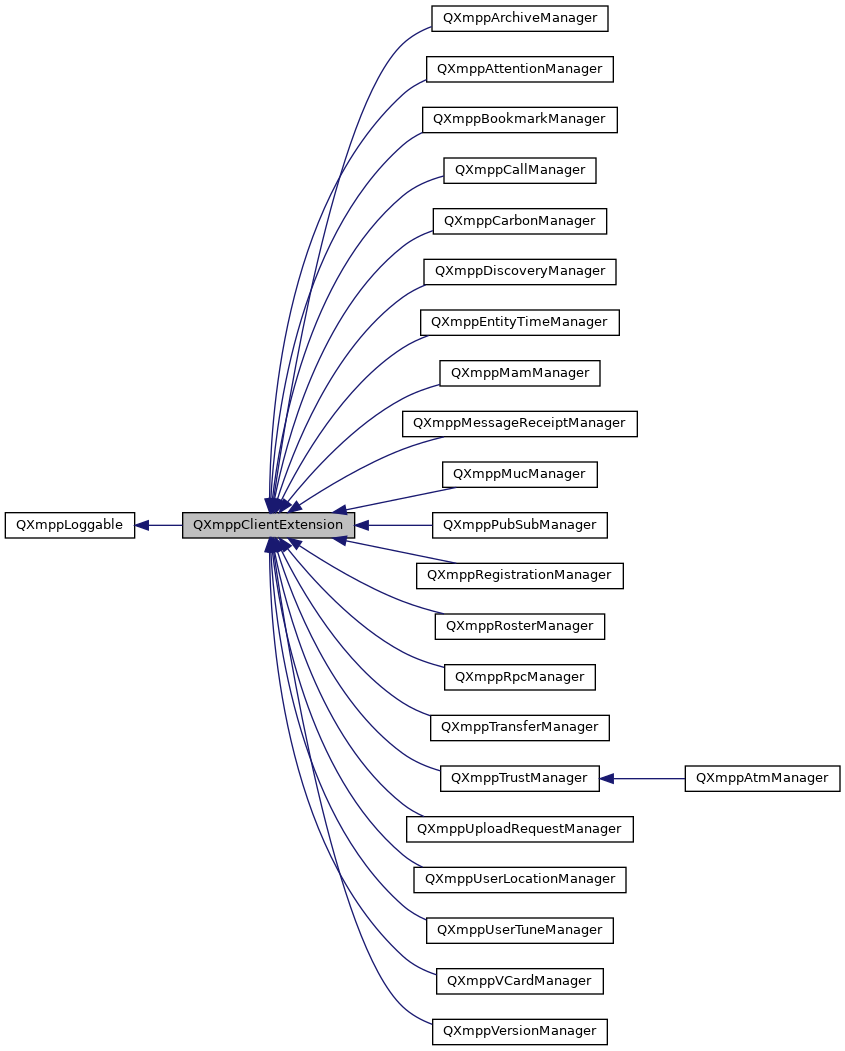 QXmppArchiveManager
QXmppAttentionManager
QXmppBookmarkManager
QXmppCallManager
QXmppCarbonManager
QXmppDiscoveryManager
QXmppEntityTimeManager
QXmppMamManager
QXmppMessageReceiptManager
QXmppMucManager
QXmppLoggable
QXmppClientExtension
QXmppPubSubManager
QXmppRegistrationManager
QXmppRosterManager
QXmppRpcManager
QXmppTransferManager
QXmppTrustManager
QXmppAtmManager
QXmppUploadRequestManager
QXmppUserLocationManager
QXmppUserTuneManager
QXmppVCardManager
QXmppVersionManager